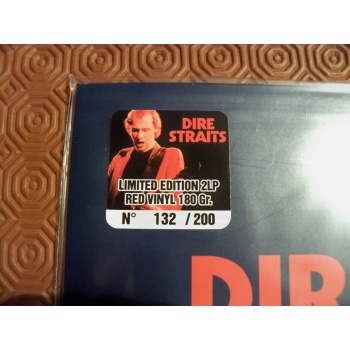 DIRE
STRAITS
LIMITED EDITION 2LP
RED VINYL 180 Gr.
N° 132 / 200
DIR